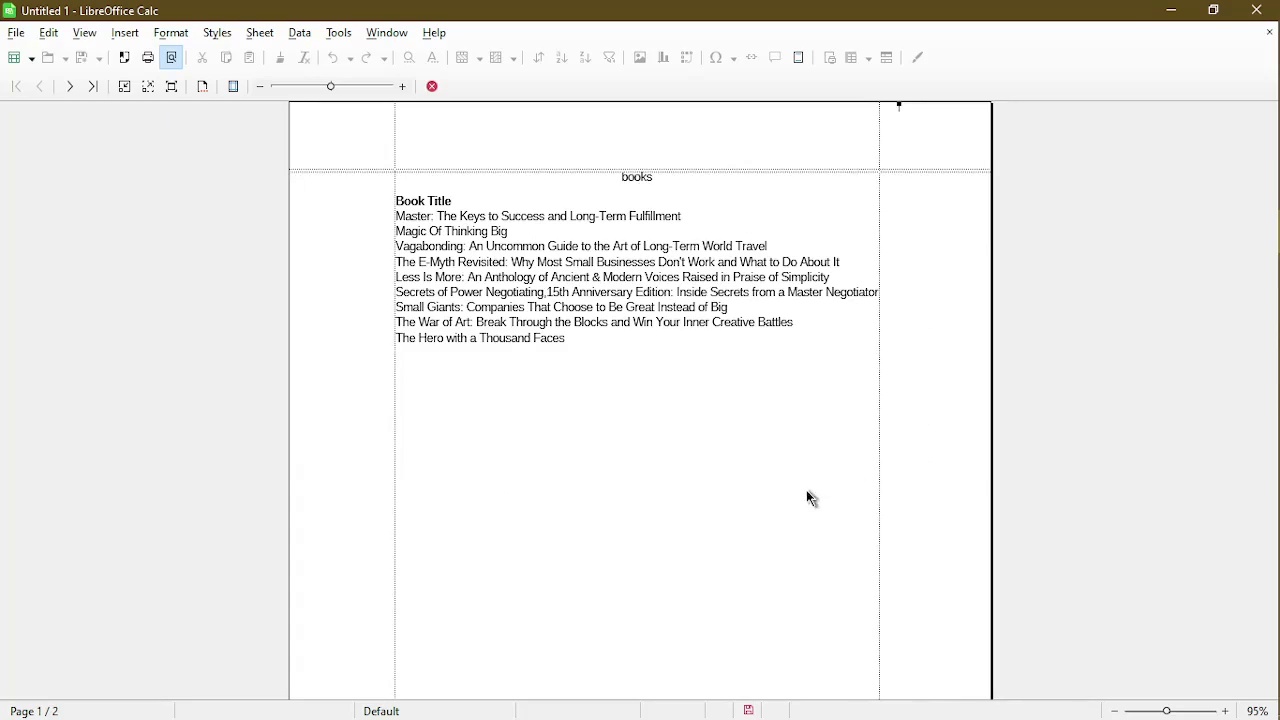 Untitled 1 - LibreOffice Calc
File Edit View Insert Format Styles Sheet Data Tools Window Help
books
Book Title
Master: The Keys to Success and Long-Term Fulfillment
Magic Of Thinking Big
Vagabonding: An Uncommon Guide to the Art of Long-Term World Travel
The E-Myth Revisited: Why Most Small Businesses Don't Work and What to Do About It
Less Is More: An Anthology of Ancient & Modern Voices Raised in Praise of Simplicity
Secrets of Power Negotiating,15th Anniversary Edition: Inside Secrets from a Master Negotiator
Small Giants: Companies That Choose to Be Great Instead of Big
The War of Art: Break Through the Blocks and Win Your Inner Creative Battles
The Hero with a Thousand Faces
Page 1 / 2 Default 95%